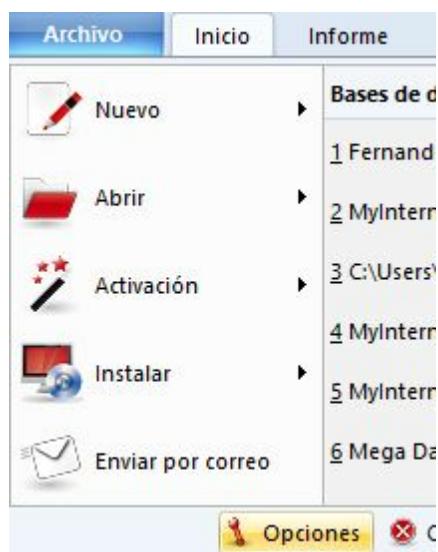 Archivo Inicio Informe
Nuevo
Abrir
Activación
Instalar
Enviar por correo
Bases de
1 Fernand
2 MyIntern
3 C:\Users\
4 MyIntern
5 MyIntern
6 Mega Da
Opciones